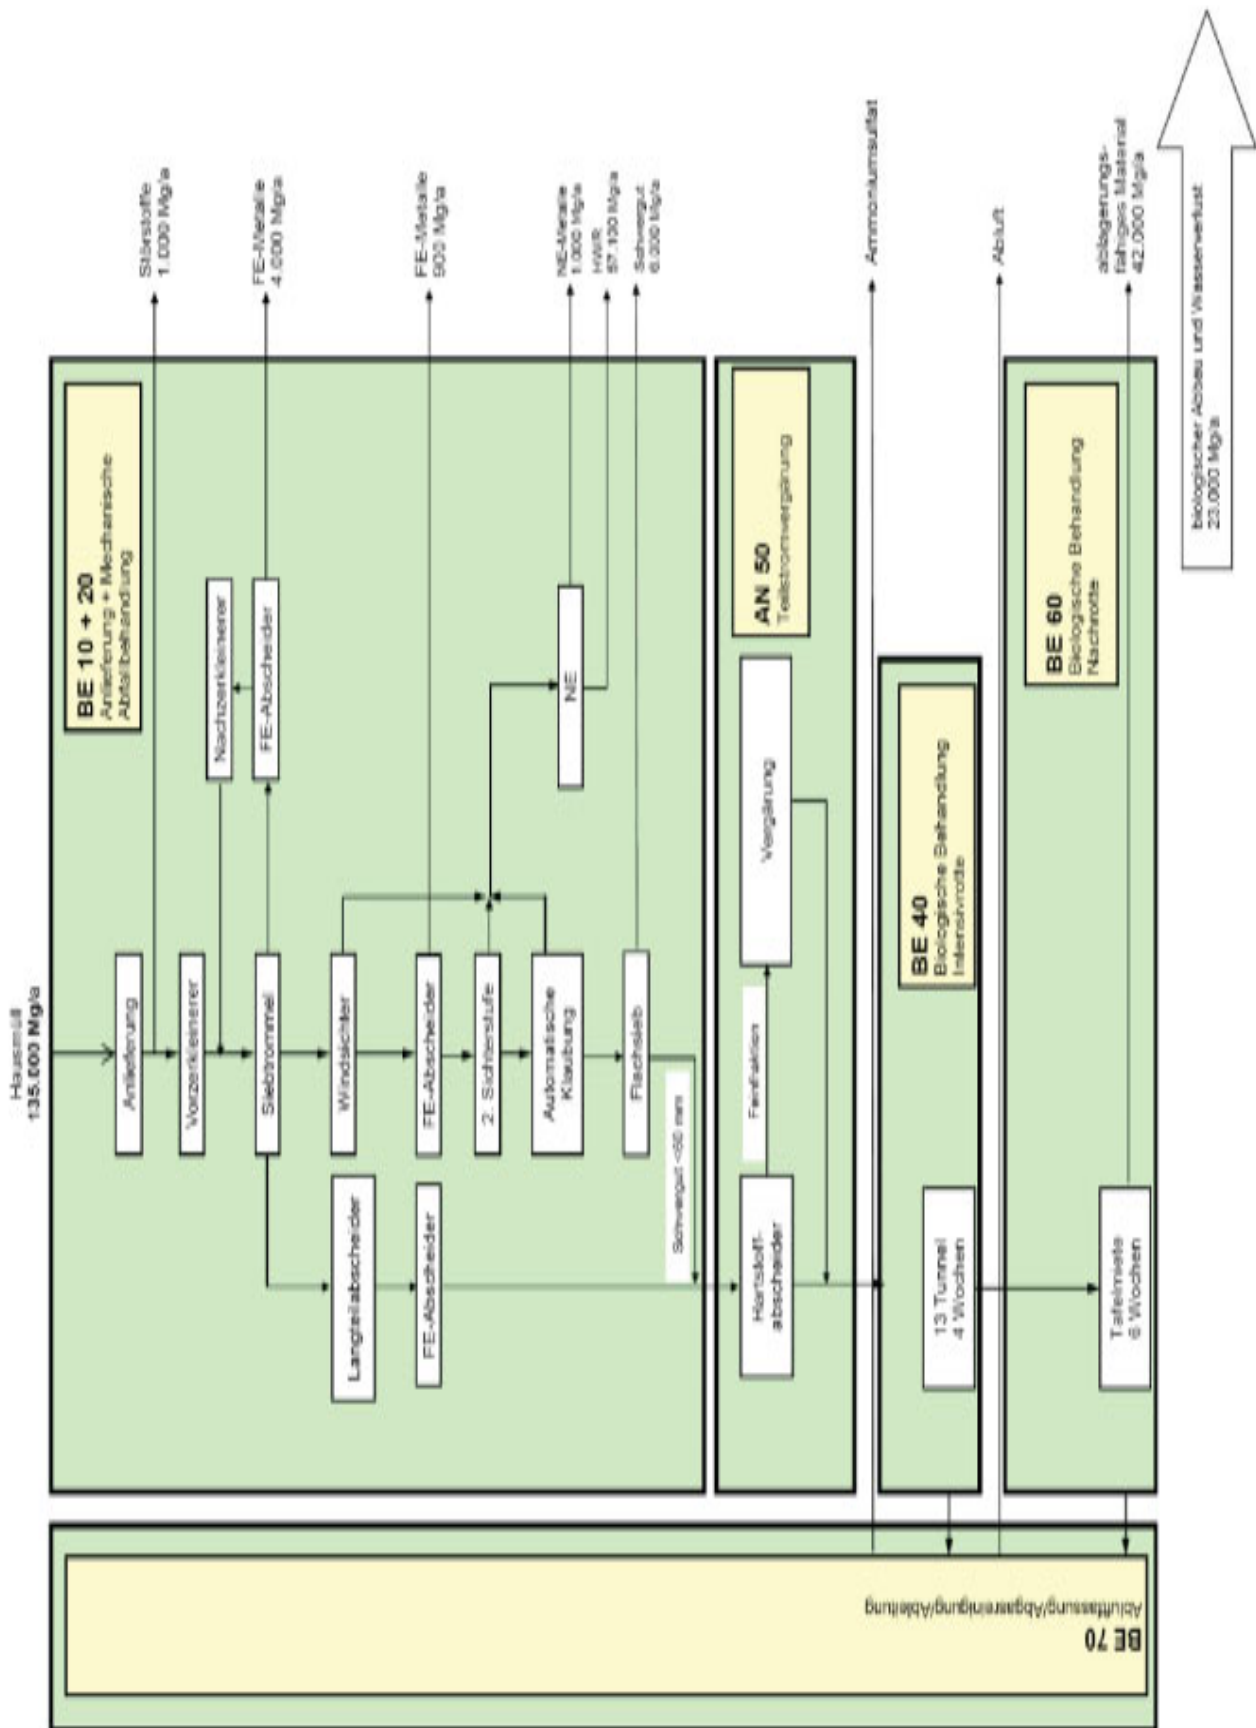 Hausmüll
135.000 Mg/a
BE 10 + 20
Anlieferung + Mechanische
Abfallbehandlung
Anlieferung
Störstoffe
1.000 Mg/a
Vorzerkleinerer
Nachzerkleinerer
Siebtrommel
FE-Abscheider
FE-Metalle
4.000 Mg/a
Langteilabscheider
Windsichter
FE-Abscheider
FE-Abscheider
FE-Metalle
900 Mg/a
2. Sichterstufe
Automatische
Klaubung
NE
NE-Metalle
1.000 Mg/a
HWR
57.100 Mg/a
Schwergut
6.000 Mg/a
Flachsieb
Schwergut <60 mm
AN 50
Teilstromvergärung
Hartstoff-
abscheider
Feinfraktion
Vergärung
Ammoniumsulfat
BE 40
Biologische Behandlung
Intensivrotte
13 Tunnel
4 Wochen
Abluft
BE 60
Biologische Behandlung
Nachrotte
Tafelmiete
6 Wochen
ablagerungs-
fähiges Material
42.000 Mg/a
biologischer Abbau und Wasserverlust
23.000 Mg/a
BE 70
Abluftfassung/Abgasreinigung/Ableitung